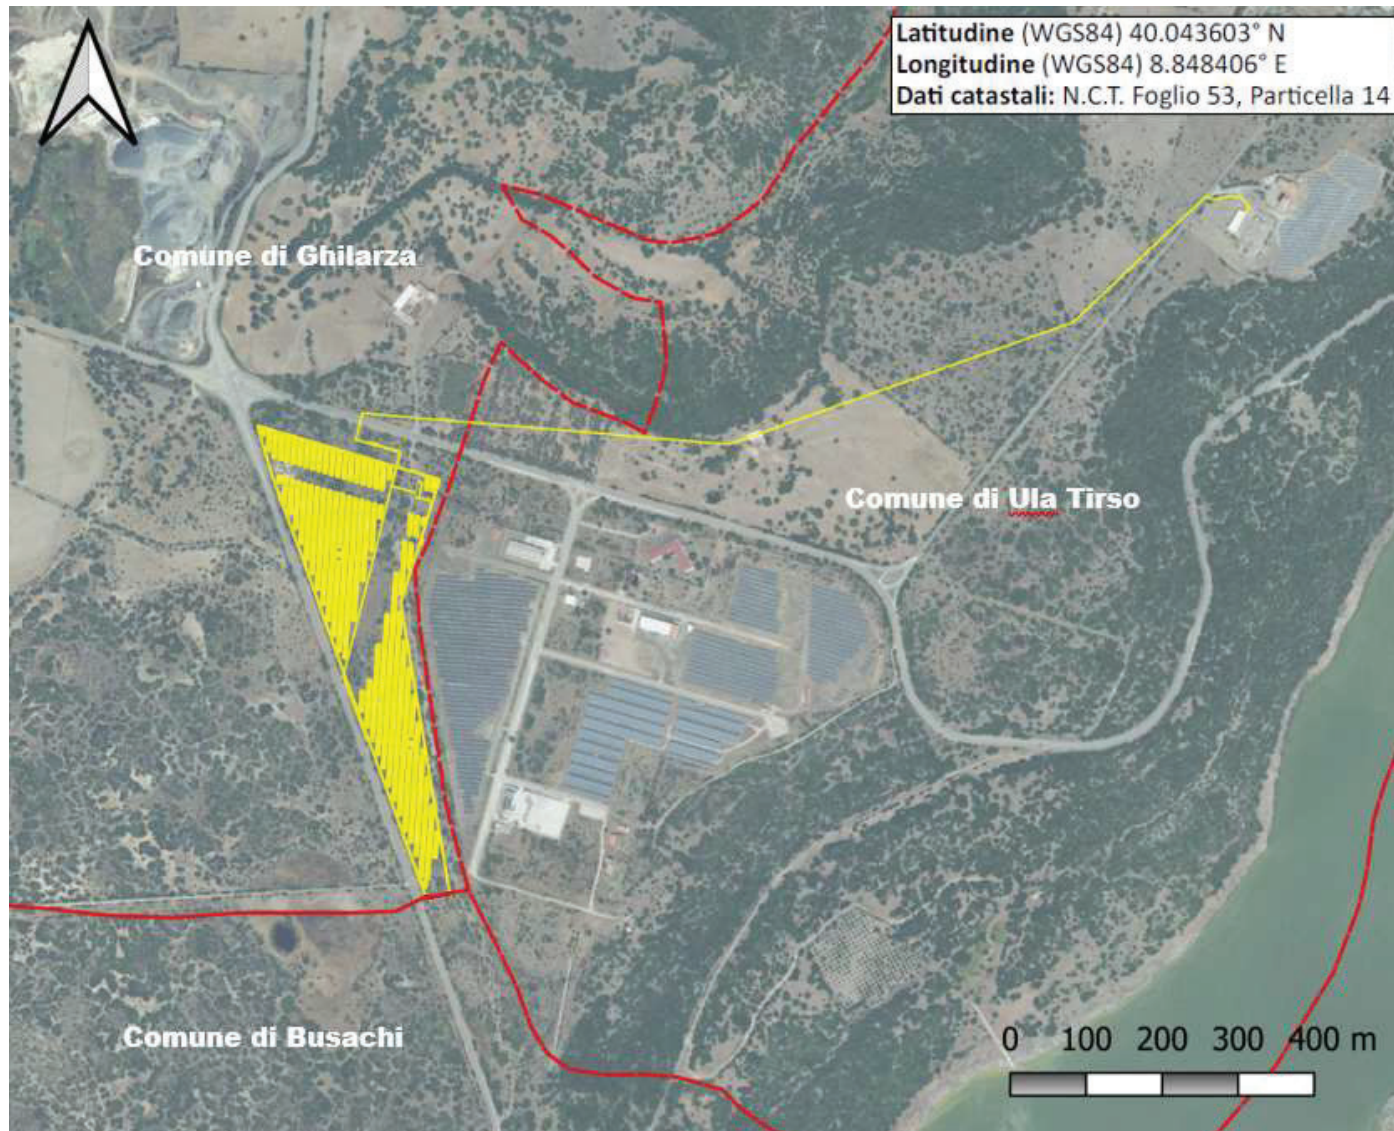 Latitudine (WGS84) 40.043603° N
Longitudine (WGS84) 8.848406° E
Dati catastali: N.C.T. Foglio 53, Particella 14
Comune di Ghilarza
Comune di Ula Tirso
Comune di Busachi
0 100 200 300 400 m